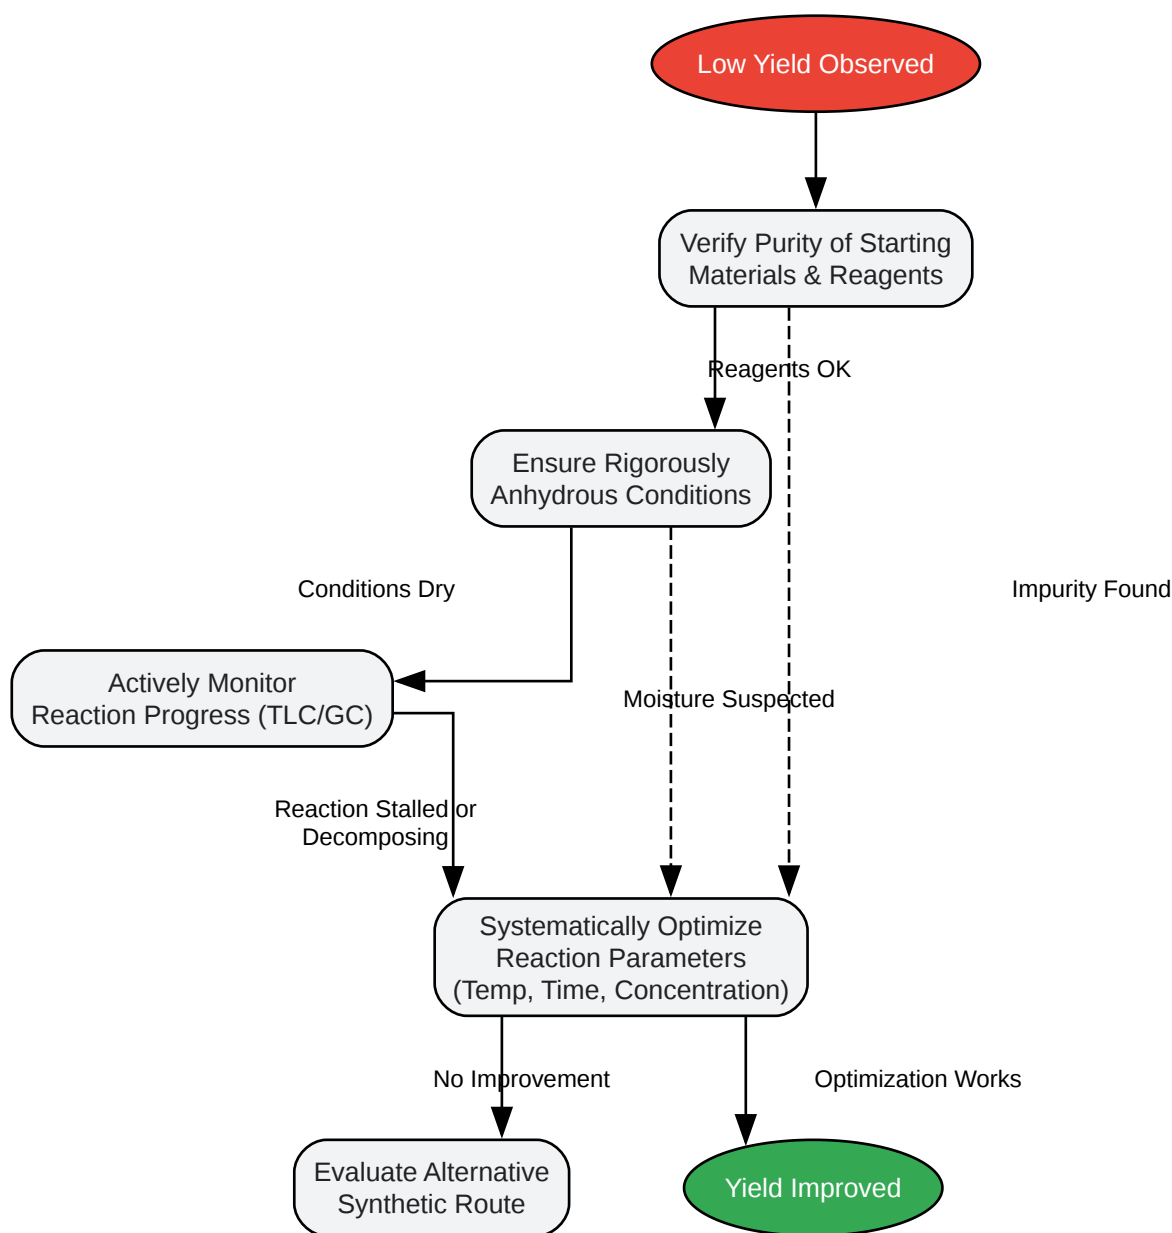 Low Yield Observed
Verify Purity of Starting
Materials & Reagents
Reagents OK
Ensure Rigorously
Anhydrous Conditions
Conditions Dry
Impurity Found
Actively Monitor
Reaction Progress (TLC/GC)
Moisture Suspected
Reaction Stalled or
Decomposing
Systematically Optimize
Reaction Parameters
(Temp, Time, Concentration)
No Improvement
Optimization Works
Evaluate Alternative
Synthetic Route
Yield Improved